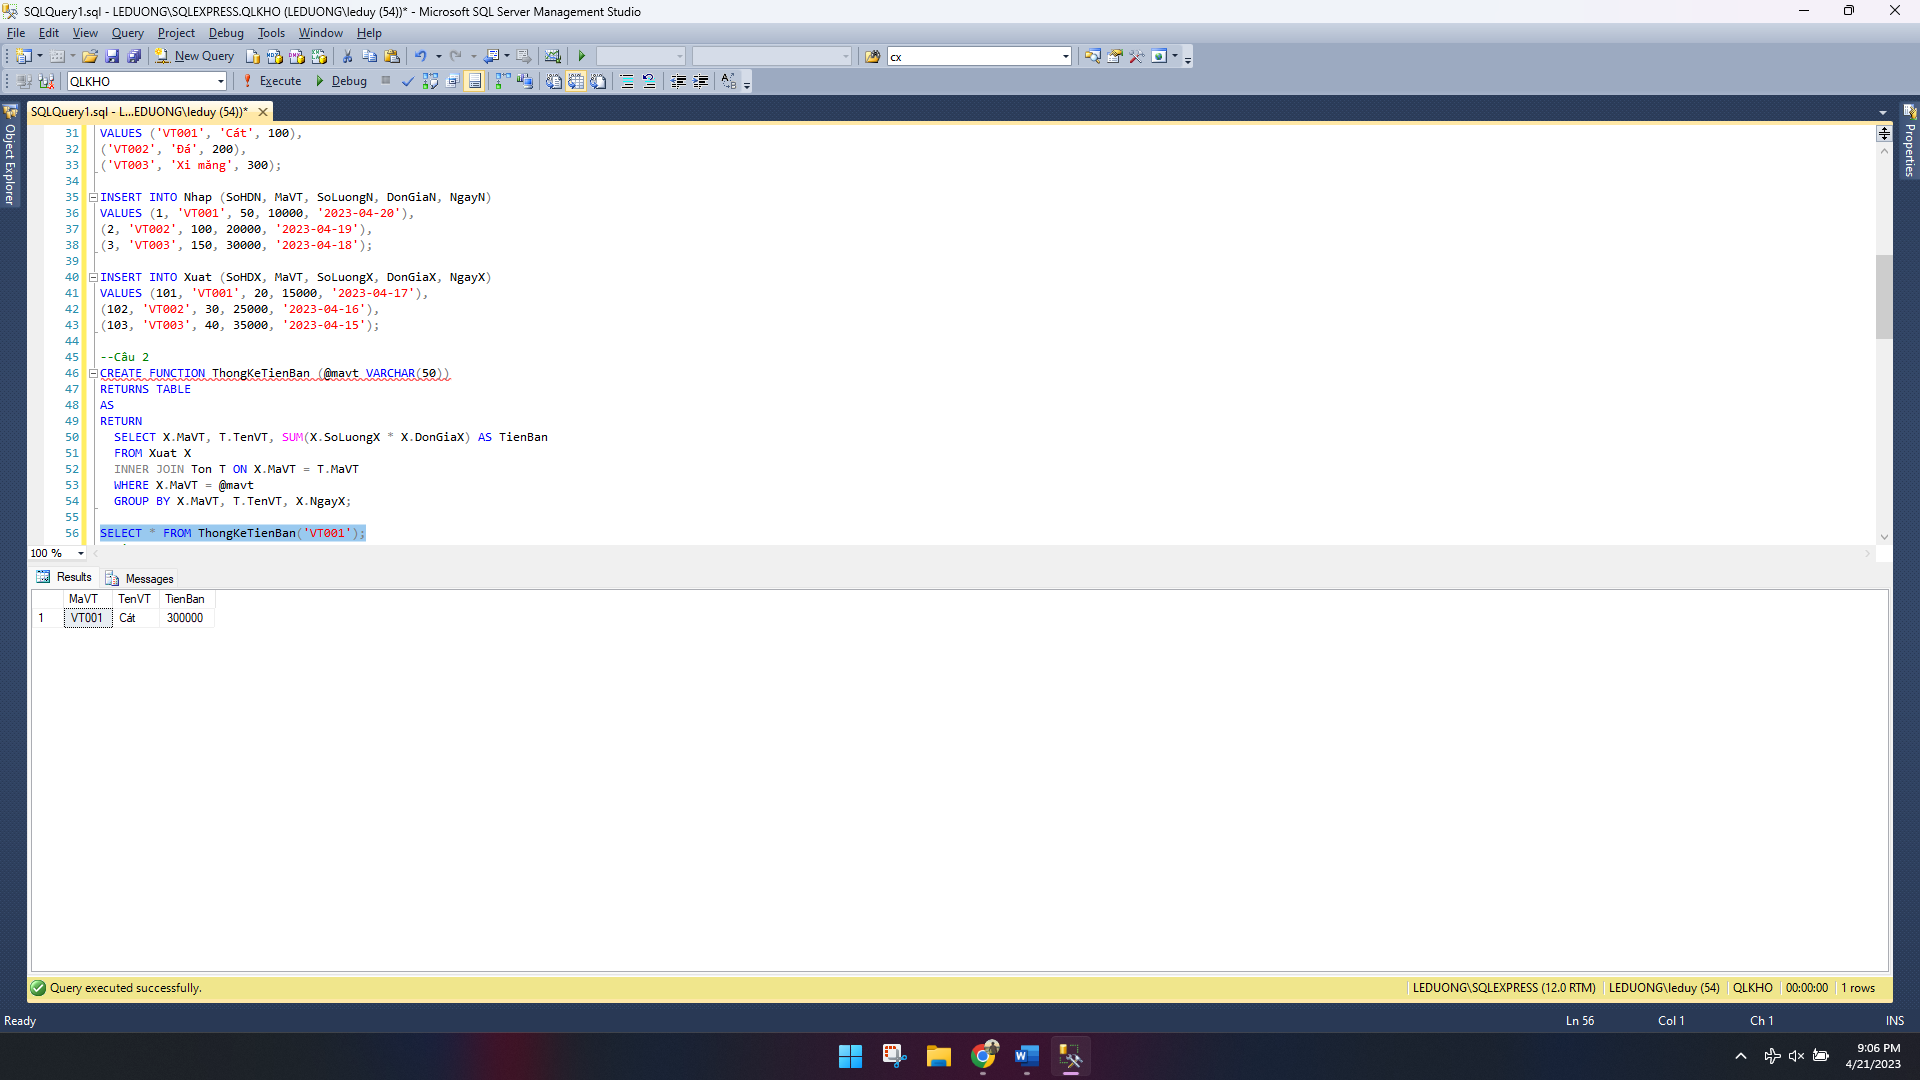 SQLQuery1.sql - LEDUONG\SQLEXPRESS.QLKHO (LEDUONG\leduy (54))* - Microsoft SQL Server Management Studio
File Edit View Query Project Debug Tools Window Help
New Query cx
QLKHO Execute Debug
SQLQuery1.sql - L...EDUONG\leduy (54))*
Object Explorer
Properties
31 VALUES ('VT001', 'Cát', 100),
32 ('VT002', 'Đá', 200),
33 ('VT003', 'Xi măng', 300);
34
35 INSERT INTO Nhap (SoHDN, MaVT, SoLuongN, DonGiaN, NgayN)
36 VALUES (1, 'VT001', 50, 10000, '2023-04-20'),
37 (2, 'VT002', 100, 20000, '2023-04-19'),
38 (3, 'VT003', 150, 30000, '2023-04-18');
39
40 INSERT INTO Xuat (SoHDX, MaVT, SoLuongX, DonGiaX, NgayX)
41 VALUES (101, 'VT001', 20, 15000, '2023-04-17'),
42 (102, 'VT002', 30, 25000, '2023-04-16'),
43 (103, 'VT003', 40, 35000, '2023-04-15');
44
45 --Câu 2
46 CREATE FUNCTION ThongKeTienBan (@mavt VARCHAR(50))
47 RETURNS TABLE
48 AS
49 RETURN
50 SELECT X.MaVT, T.TenVT, SUM(X.SoLuongX * X.DonGiaX) AS TienBan
51 FROM Xuat X
52 INNER JOIN Ton T ON X.MaVT = T.MaVT
53 WHERE X.MaVT = @mavt
54 GROUP BY X.MaVT, T.TenVT, X.NgayX;
55
56 SELECT * FROM ThongKeTienBan('VT001');
100 %
Results Messages
MaVT TenVT TienBan
1 VT001 Cát 300000
Query executed successfully. LEDUONG\SQLEXPRESS (12.0 RTM) LEDUONG\leduy (54) QLKHO 00:00:00 1 rows
Ready Ln 56 Col 1 Ch 1 INS
9:06 PM
4/21/2023